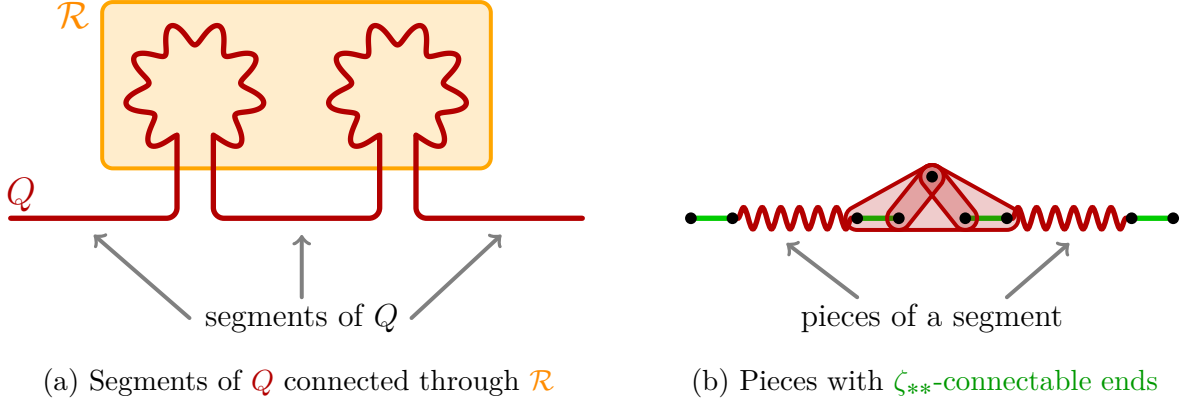 ℛ
Q
segments of Q
pieces of a segment
(a) Segments of Q connected through ℛ
(b) Pieces with ζ**-connectable ends